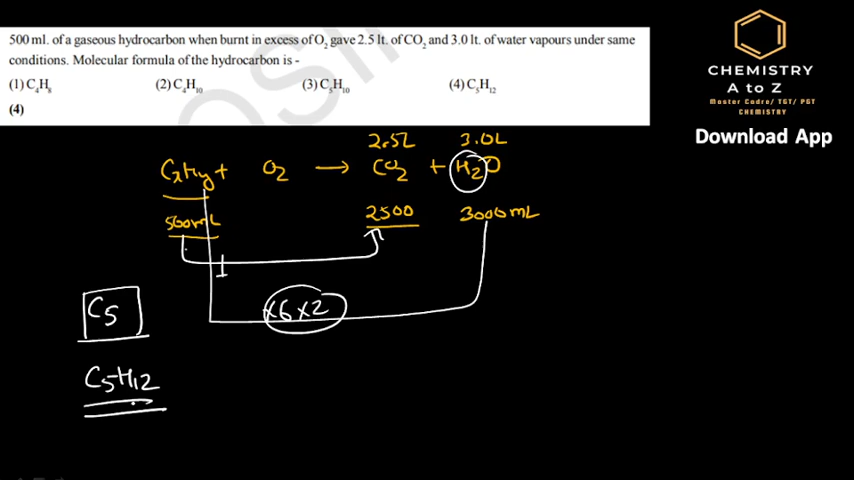 500 ml. of a gaseous hydrocarbon when burnt in excess of O₂ gave 2.5 lt. of CO₂ and 3.0 lt. of water vapours under same
conditions. Molecular formula of the hydrocarbon is -
(1) C₄H₈ (2) C₄H₁₀ (3) C₅H₁₀ (4) C₅H₁₂
(4)
CHEMISTRY
A to Z
Master Cadre/ TGT/ PGT
CHEMISTRY
Download App
2.5L 3.0L
CxHy + O₂ → CO₂ + H₂O
500mL 2500 3000mL
×6×2
C5
C5H12